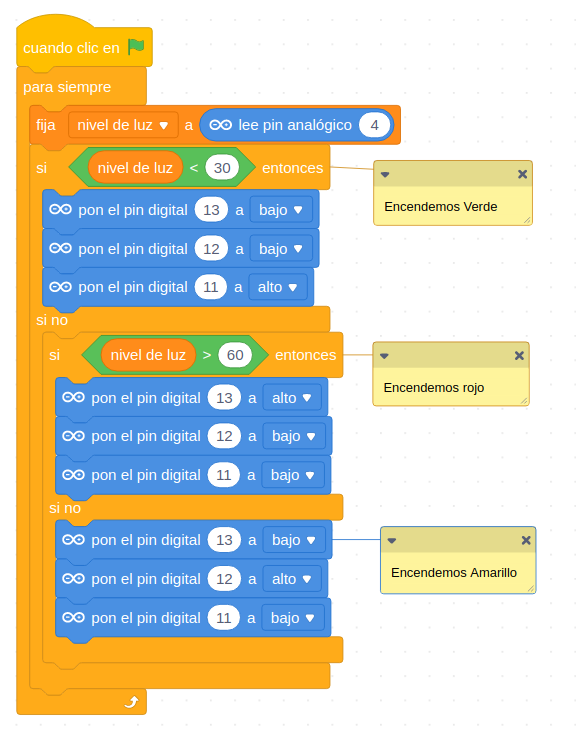 cuando clic en
para siempre
fija nivel de luz a lee pin analógico 4
si nivel de luz < 30 entonces
Encendemos Verde
pon el pin digital 13 a bajo
pon el pin digital 12 a bajo
pon el pin digital 11 a alto
si no
si nivel de luz > 60 entonces
Encendemos rojo
pon el pin digital 13 a alto
pon el pin digital 12 a bajo
pon el pin digital 11 a bajo
si no
pon el pin digital 13 a bajo
Encendemos Amarillo
pon el pin digital 12 a alto
pon el pin digital 11 a bajo